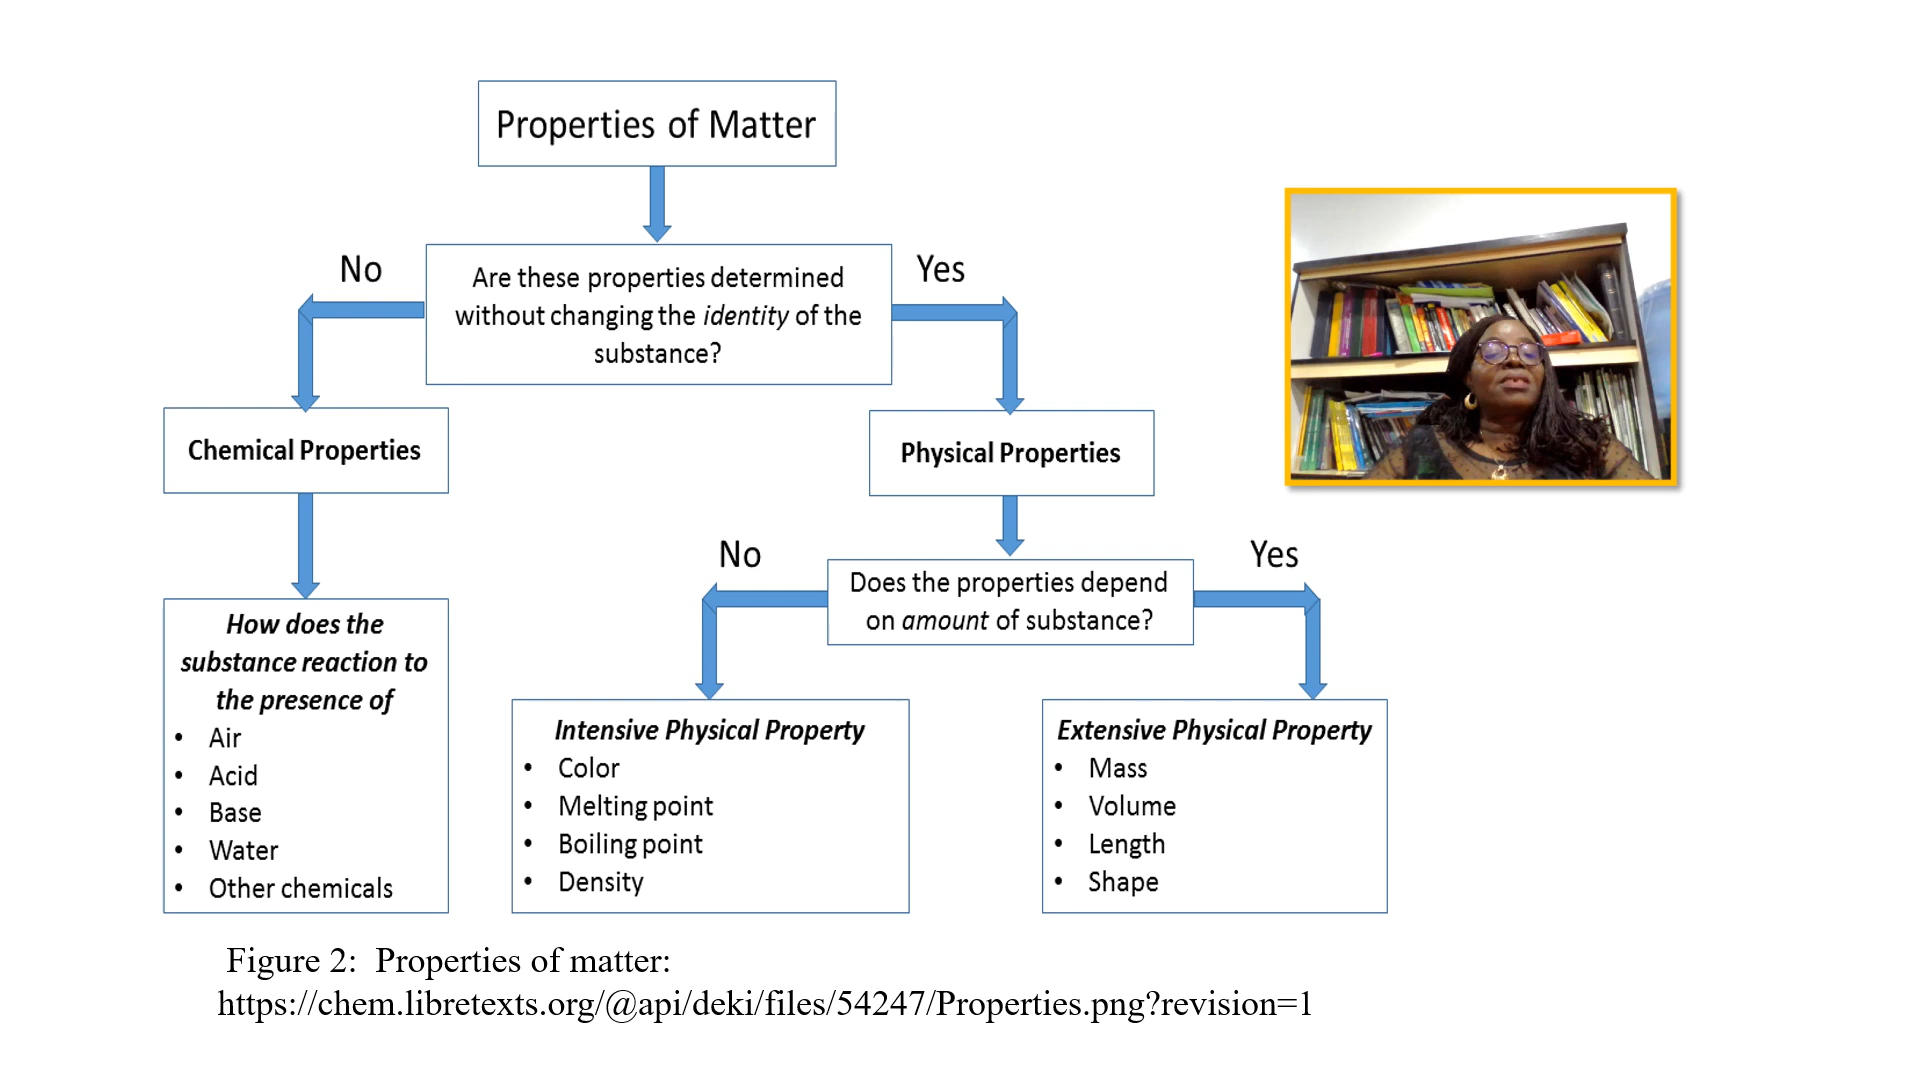 Properties of Matter
No
Yes
Are these properties determined
without changing the identity of the
substance?
Chemical Properties
Physical Properties
No
Yes
Does the properties depend
on amount of substance?
How does the
substance reaction to
the presence of
• Air
• Acid
• Base
• Water
• Other chemicals
Intensive Physical Property
• Color
• Melting point
• Boiling point
• Density
Extensive Physical Property
• Mass
• Volume
• Length
• Shape
Figure 2: Properties of matter:
https://chem.libretexts.org/@api/deki/files/54247/Properties.png?revision=1